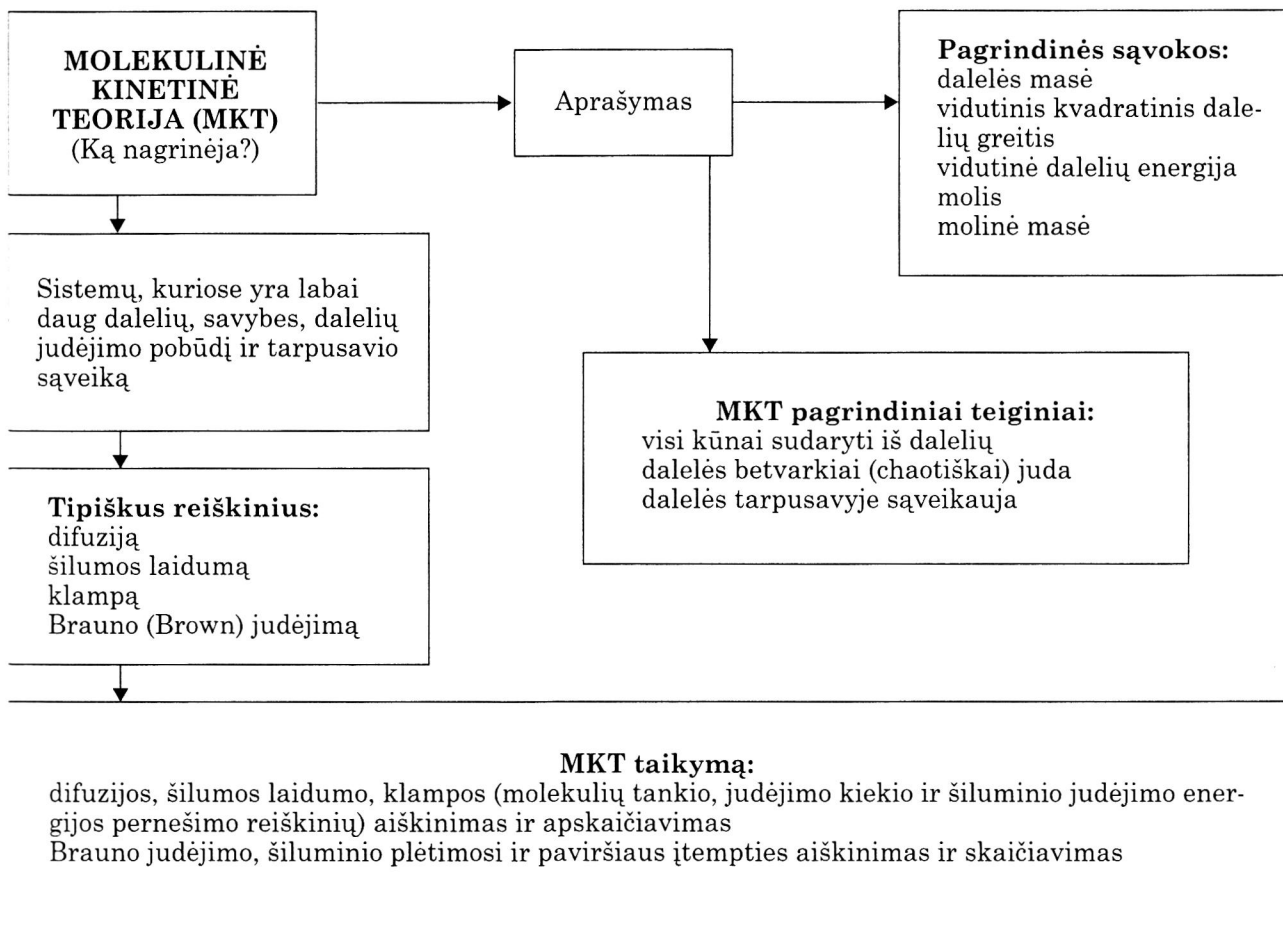 MOLEKULINĖ
KINETINĖ
TEORIJA (MKT)
(Ką nagrinėja?)
Aprašymas
Pagrindinės sąvokos:
dalelės masė
vidutinis kvadratinis dale-
lių greitis
vidutinė dalelių energija
molis
molinė masė
Sistemų, kuriose yra labai
daug dalelių, savybes, dalelių
judėjimo pobūdį ir tarpusavio
sąveiką
MKT pagrindiniai teiginiai:
visi kūnai sudaryti iš dalelių
dalelės betvarkiai (chaotiškai) juda
dalelės tarpusavyje sąveikauja
Tipiškus reiškinius:
difuziją
šilumos laidumą
klampą
Brauno (Brown) judėjimą
MKT taikymą:
difuzijos, šilumos laidumo, klampos (molekulių tankio, judėjimo kiekio ir šiluminio judėjimo ener-
gijos pernešimo reiškinių) aiškinimas ir apskaičiavimas
Brauno judėjimo, šiluminio plėtimosi ir paviršiaus įtempties aiškinimas ir skaičiavimas